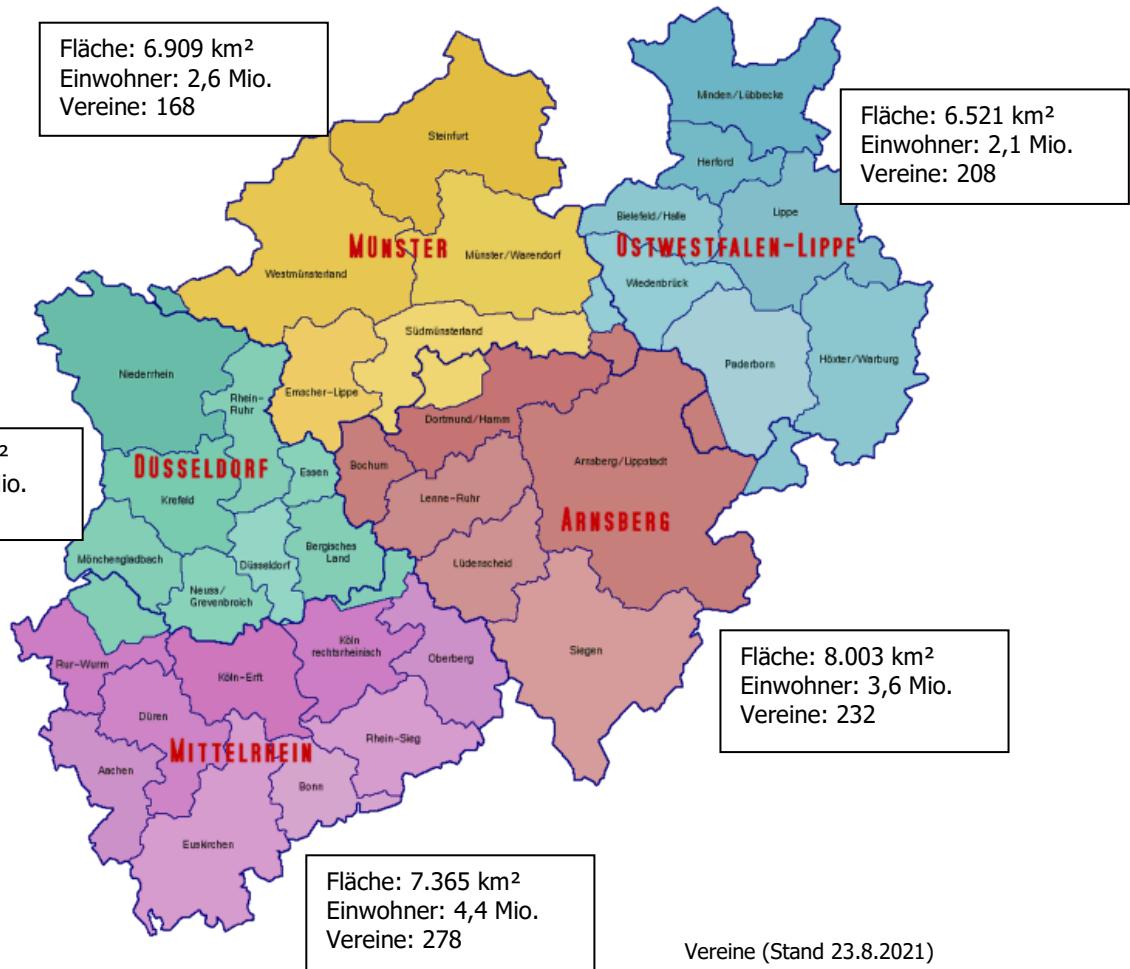 Fläche: 6.909 km²
Einwohner: 2,6 Mio.
Vereine: 168
Minden/Lübbecke
Fläche: 6.521 km²
Einwohner: 2,1 Mio.
Vereine: 208
Steinfurt
Herford
Bielefeld/Halle
Lippe
MÜNSTER
Münster/Warendorf
OSTWESTFALEN-LIPPE
Westmünsterland
Wiedenbrück
Südmünsterland
Niederrhein
Rhein-
Ruhr
Emscher-Lippe
Paderborn
Höxter/Warburg
Dortmund/Hamm
DÜSSELDORF
Essen
Bochum
Arnsberg/Lippstadt
Krefeld
Lenne-Ruhr
ARNSBERG
Mönchengladbach
Düsseldorf
Bergisches
Land
Lüdenscheid
Neuss/
Grevenbroich
Rur-Wurm
Köln-Erft
Köln
rechtsrheinisch
Oberberg
Siegen
Fläche: 8.003 km²
Einwohner: 3,6 Mio.
Vereine: 232
Düren
MITTELRHEIN
Rhein-Sieg
Aachen
Bonn
Euskirchen
Fläche: 7.365 km²
Einwohner: 4,4 Mio.
Vereine: 278
Vereine (Stand 23.8.2021)